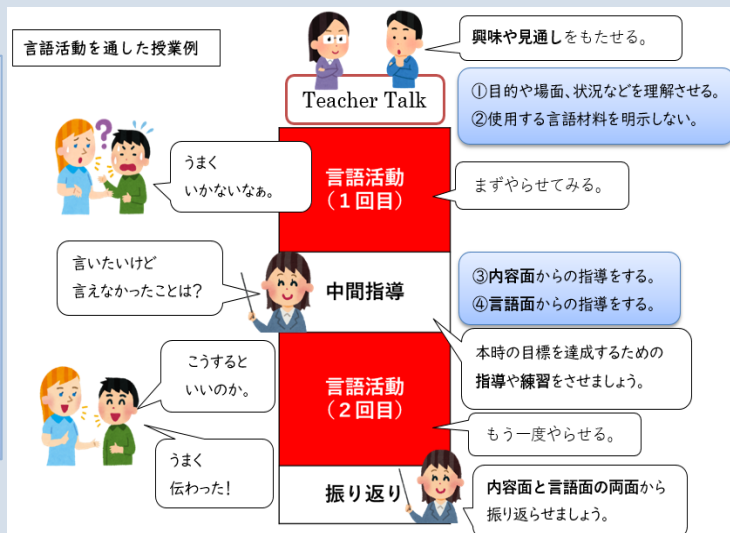 言語活動を通した授業例
興味や見通しをもたせる。
Teacher Talk
①目的や場面、状況などを理解させる。
②使用する言語材料を明示しない。
?
うまく
いかないなぁ。
言語活動
(1回目)
まずやらせてみる。
言いたいけど
言えなかったことは?
中間指導
③内容面からの指導をする。
④言語面からの指導をする。
本時の目標を達成するための
指導や練習をさせましょう。
こうすると
いいのか。
言語活動
(2回目)
もう一度やらせる。
うまく
伝わった!
振り返り
内容面と言語面の両面から
振り返らせましょう。